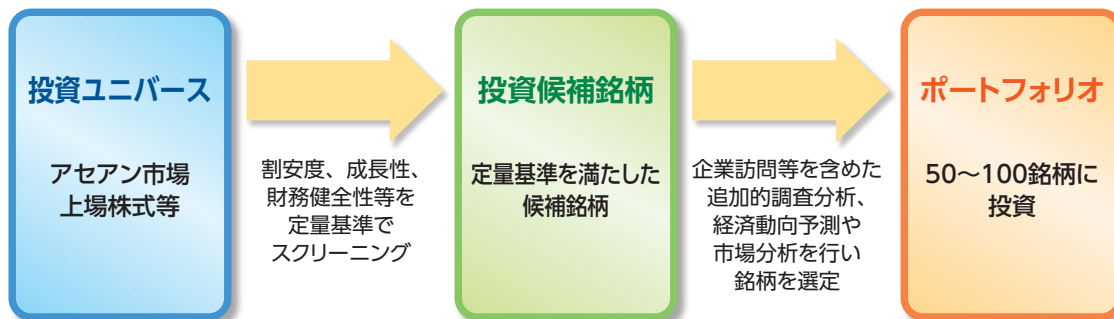 投資ユニバース
アセアン市場
上場株式等
割安度、成長性、
財務健全性等を
定量基準で
スクリーニング
投資候補銘柄
定量基準を満たした
候補銘柄
企業訪問等を含めた
追加的調査分析、
経済動向予測や
市場分析を行い
銘柄を選定
ポートフォリオ
50～100銘柄に
投資